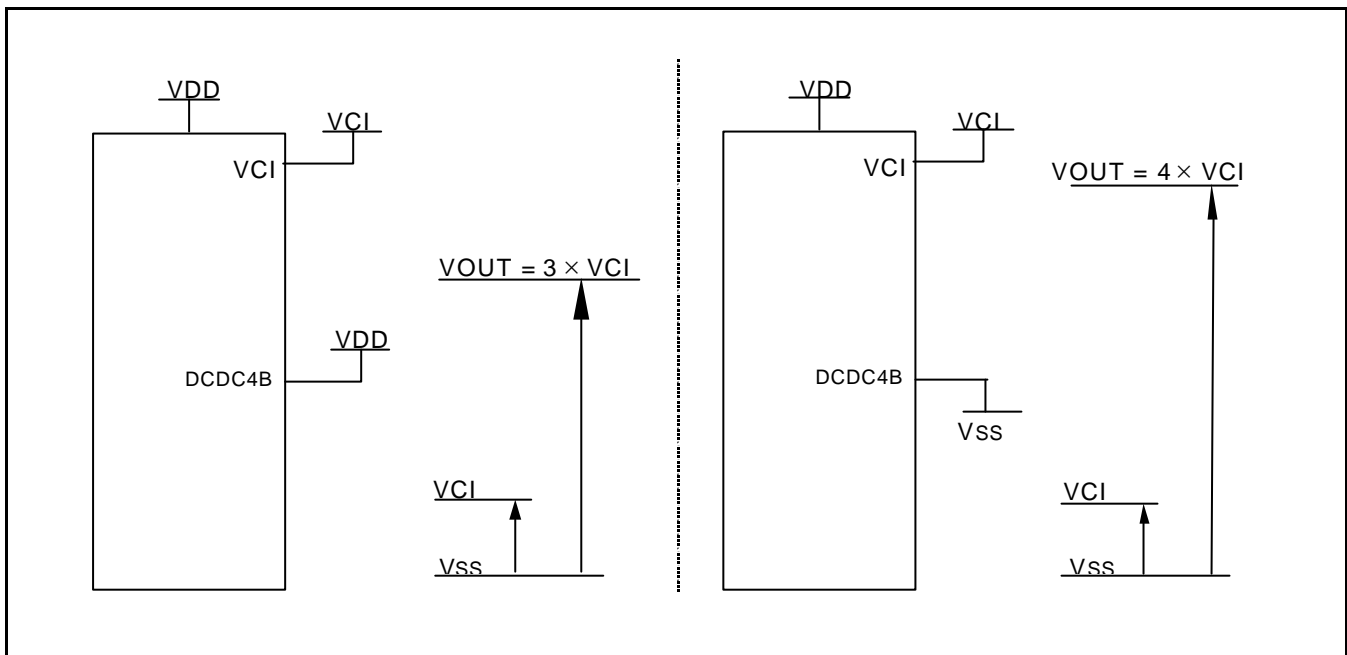 VDD
VCI
VCI
VOUT = 3 × VCI
VDD
DCDC4B
VCI
VSS
VDD
VCI
VCI
VOUT = 4 × VCI
DCDC4B
VSS
VCI
VSS